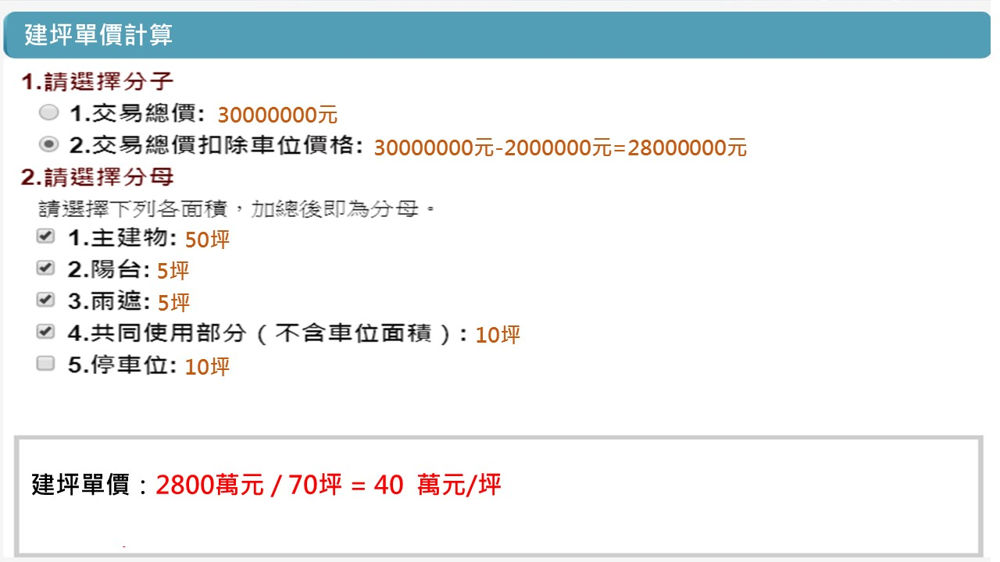 建坪單價計算
1.請選擇分子
1.交易總價: 30000000元
2.交易總價扣除車位價格: 30000000元-2000000元=28000000元
2.請選擇分母
請選擇下列各面積，加總後即為分母。
1.主建物: 50坪
2.陽台: 5坪
3.雨遮: 5坪
4.共同使用部分（不含車位面積）: 10坪
5.停車位: 10坪
建坪單價：2800萬元 / 70坪 = 40 萬元/坪